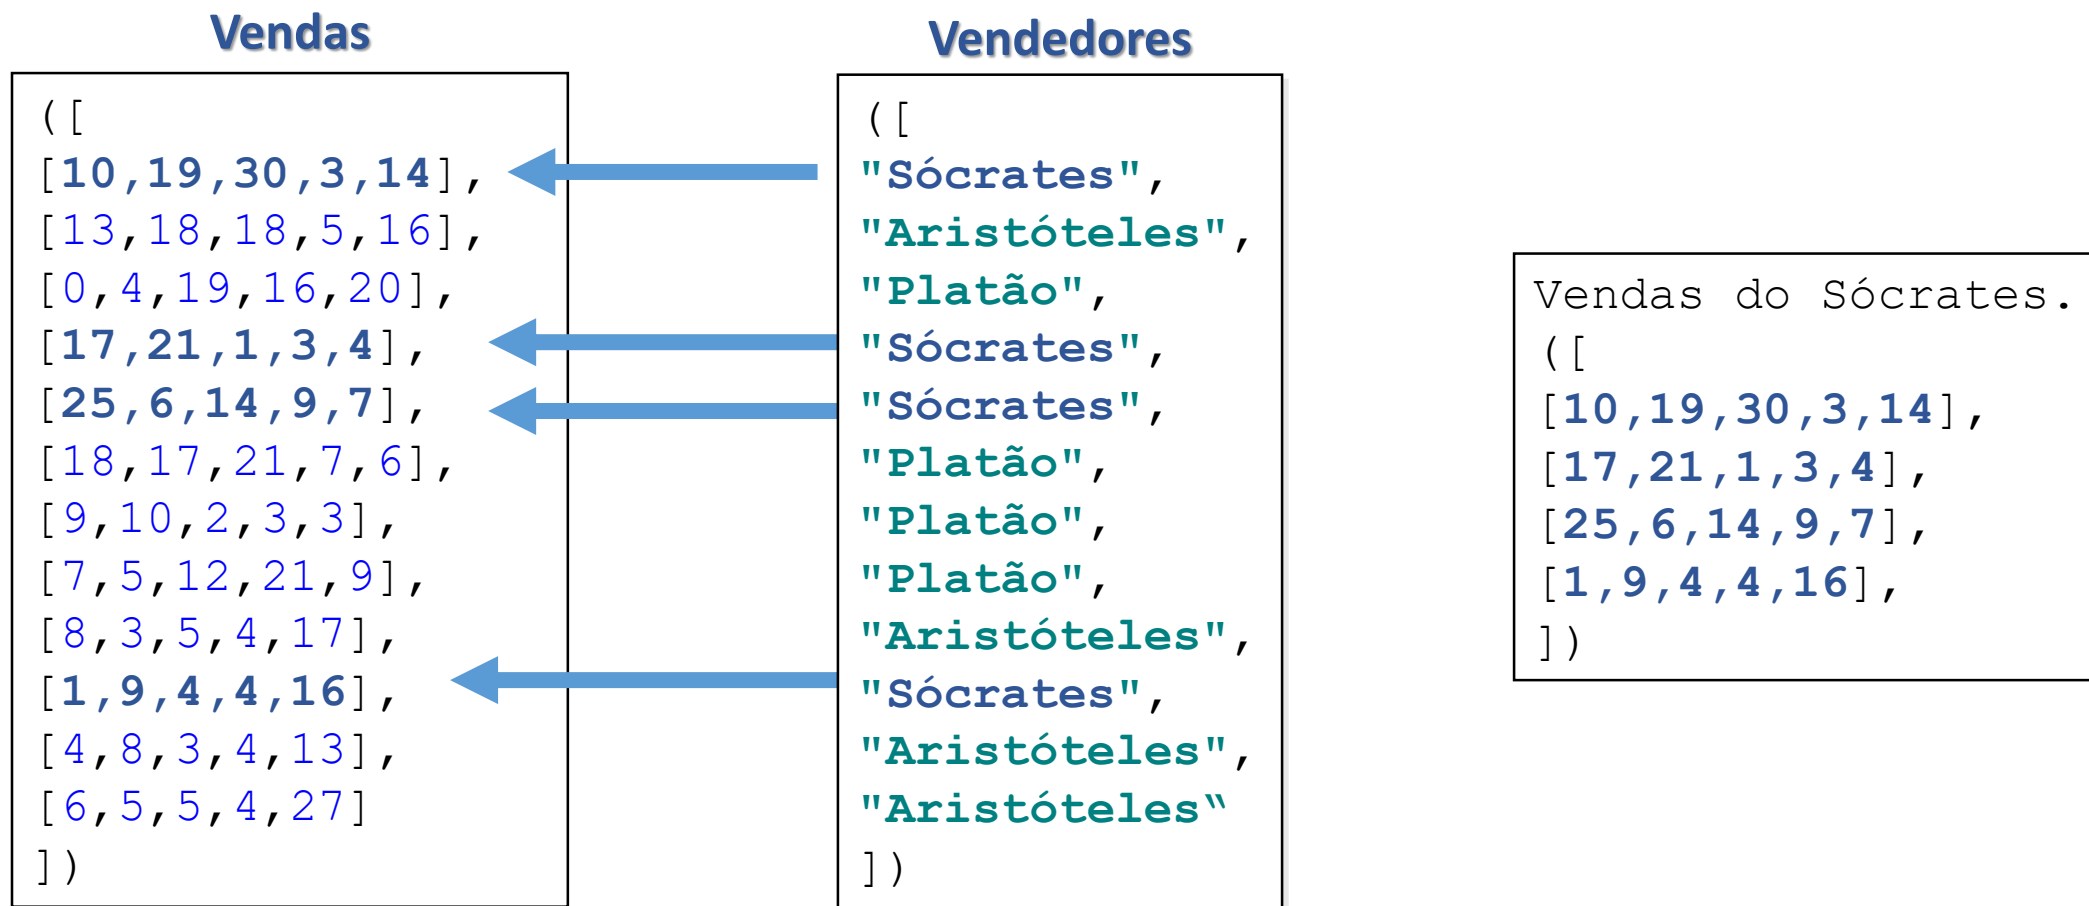 Vendas
([
[10,19,30,3,14],
[13,18,18,5,16],
[0,4,19,16,20],
[17,21,1,3,4],
[25,6,14,9,7],
[18,17,21,7,6],
[9,10,2,3,3],
[7,5,12,21,9],
[8,3,5,4,17],
[1,9,4,4,16],
[4,8,3,4,13],
[6,5,5,4,27]
])
Vendedores
([
"Sócrates",
"Aristóteles",
"Platão",
"Sócrates",
"Sócrates",
"Platão",
"Platão",
"Platão",
"Aristóteles",
"Sócrates",
"Aristóteles",
"Aristóteles“
])
Vendas do Sócrates.
([
[10,19,30,3,14],
[17,21,1,3,4],
[25,6,14,9,7],
[1,9,4,4,16],
])